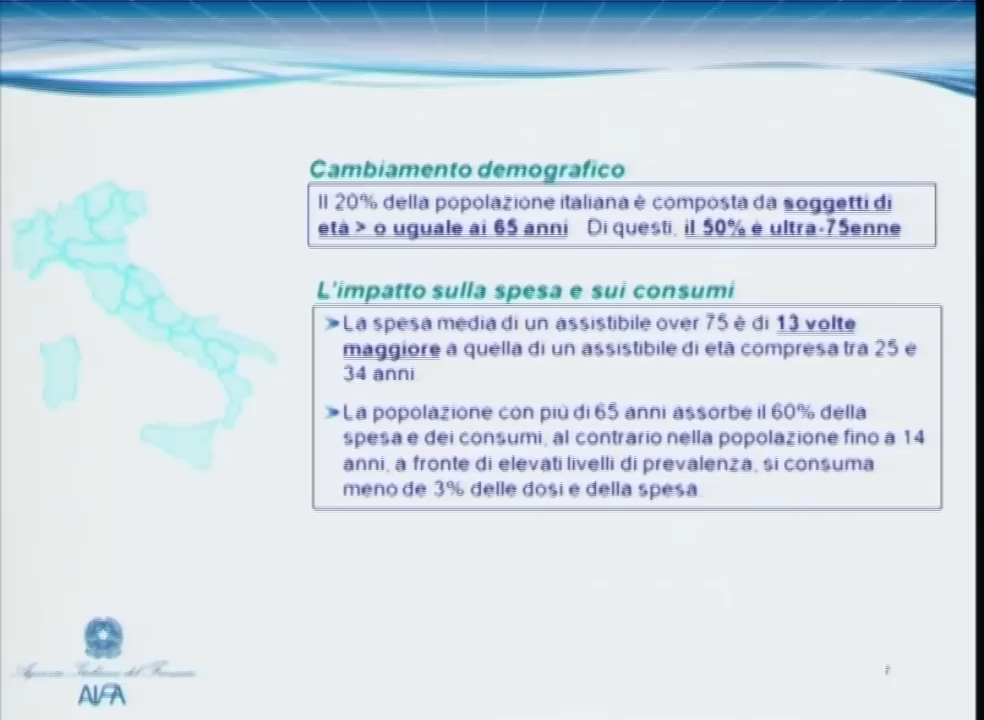 Cambiamento demografico
Il 20% della popolazione italiana è composta da soggetti di
età > o uguale ai 65 anni Di questi, il 50% è ultra-75enne
L'impatto sulla spesa e sui consumi
➢La spesa media di un assistibile over 75 è di 13 volte
maggiore a quella di un assistibile di età compresa tra 25 e
34 anni
➢La popolazione con più di 65 anni assorbe il 60% della
spesa e dei consumi, al contrario nella popolazione fino a 14
anni, a fronte di elevati livelli di prevalenza, si consuma
meno de 3% delle dosi e della spesa
Agenzia Italiana del Farmaco
AIFA